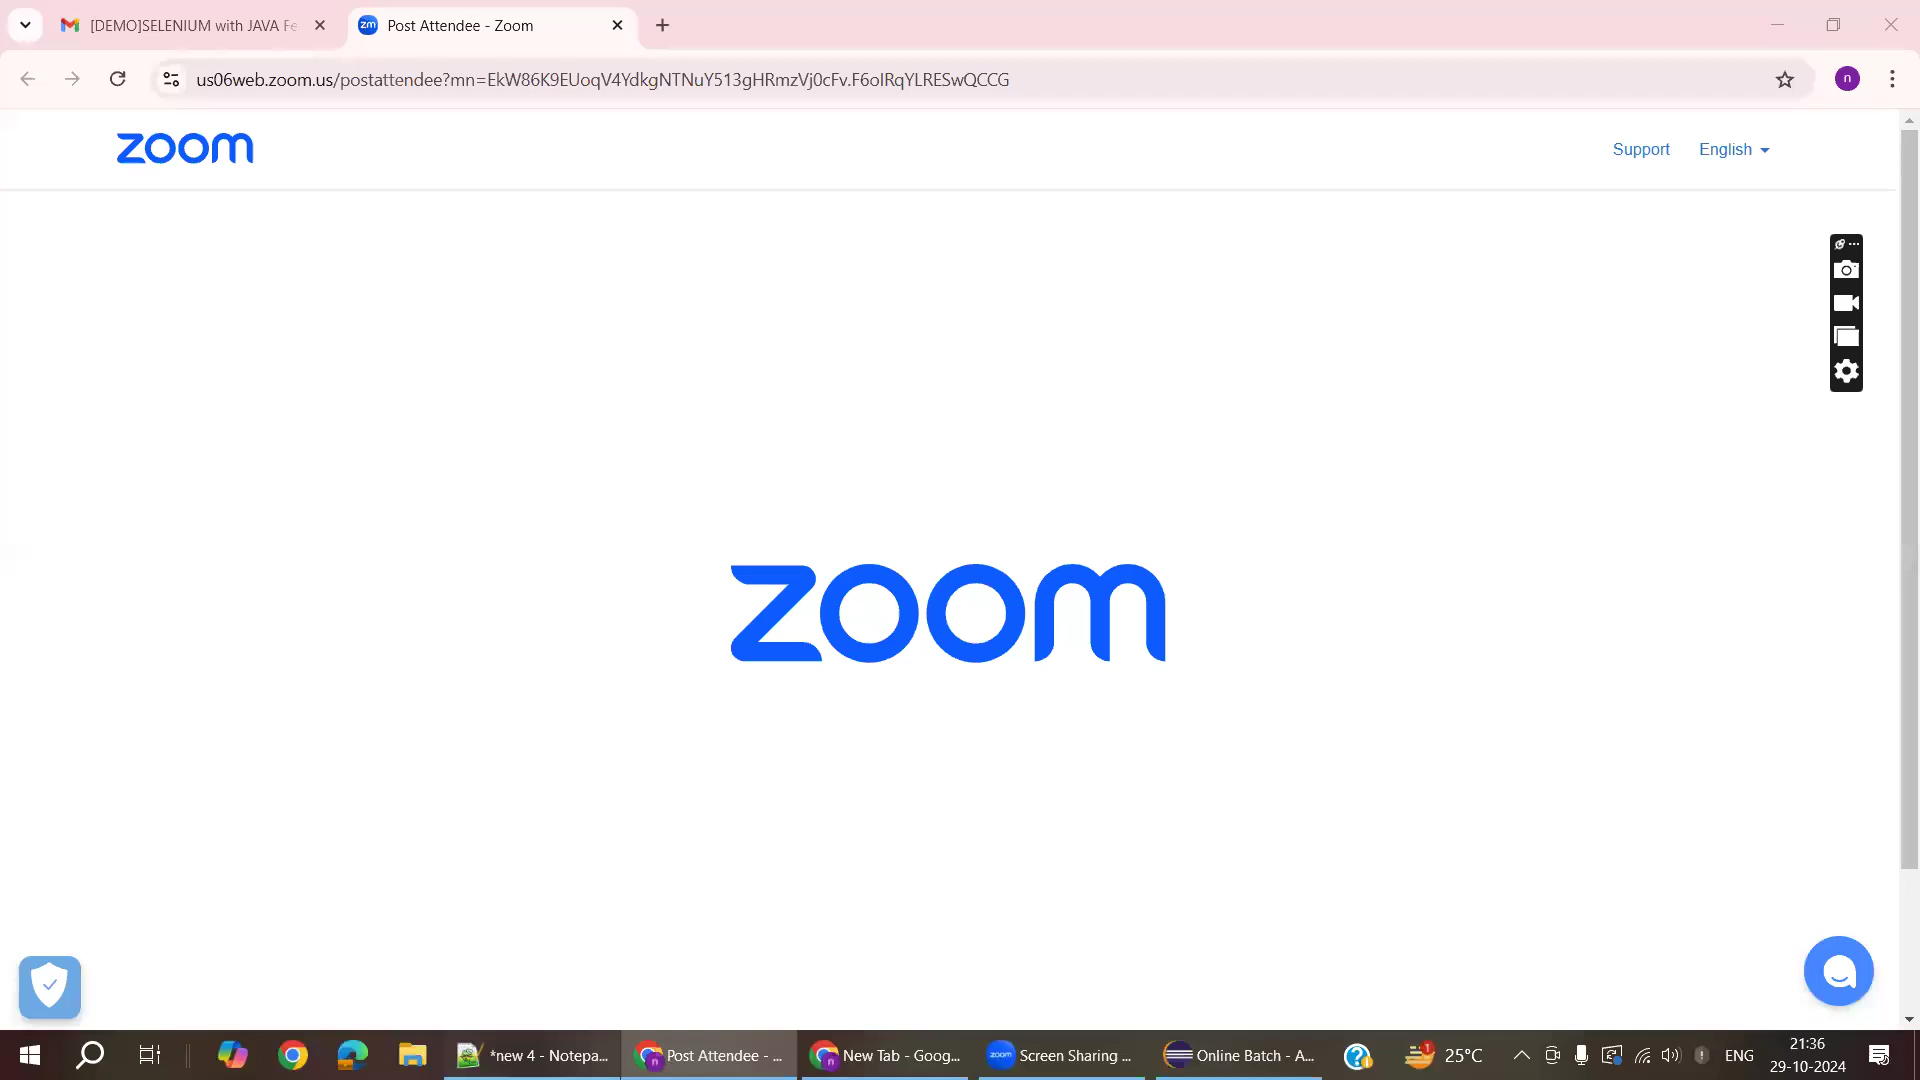 [DEMO]SELENIUM with JAVA Fe
Post Attendee - Zoom
us06web.zoom.us/postattendee?mn=EkW86K9EUoqV4YdkgNTNuY513gHRmzVj0cFv.F6oIRqYLRESwQCCG
n
zoom
Support
English
zoom
*new 4 - Notepa...
Post Attendee - ...
New Tab - Goog...
zoom
Screen Sharing ...
Online Batch - A...
1
25°C
ENG
21:36
29-10-2024